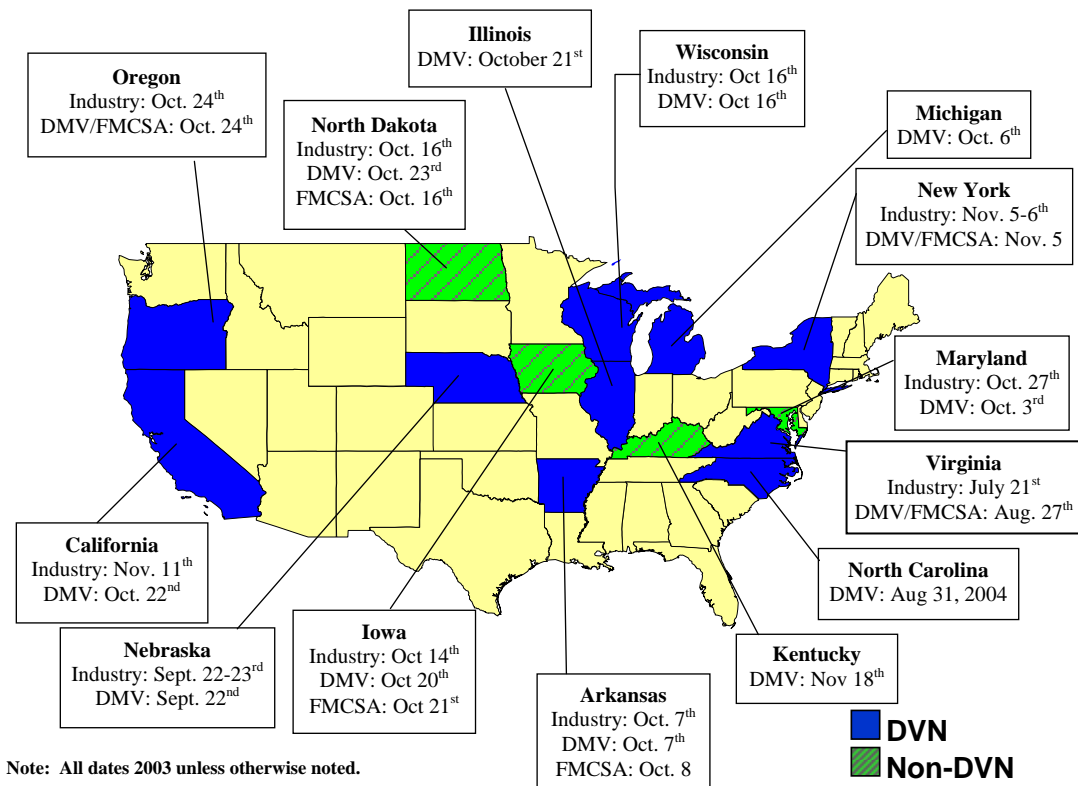 Illinois
DMV: October 21st
Wisconsin
Industry: Oct 16th
DMV: Oct 16th
Oregon
Industry: Oct. 24th
DMV/FMCSA: Oct. 24th
North Dakota
Industry: Oct. 16th
DMV: Oct. 23rd
FMCSA: Oct. 16th
Michigan
DMV: Oct. 6th
New York
Industry: Nov. 5-6th
DMV/FMCSA: Nov. 5
Maryland
Industry: Oct. 27th
DMV: Oct. 3rd
Virginia
Industry: July 21st
DMV/FMCSA: Aug. 27th
California
Industry: Nov. 11th
DMV: Oct. 22nd
North Carolina
DMV: Aug 31, 2004
Nebraska
Industry: Sept. 22-23rd
DMV: Sept. 22nd
Iowa
Industry: Oct 14th
DMV: Oct 20th
FMCSA: Oct 21st
Kentucky
DMV: Nov 18th
Arkansas
Industry: Oct. 7th
DMV: Oct. 7th
FMCSA: Oct. 8
DVN
Non-DVN
Note: All dates 2003 unless otherwise noted.